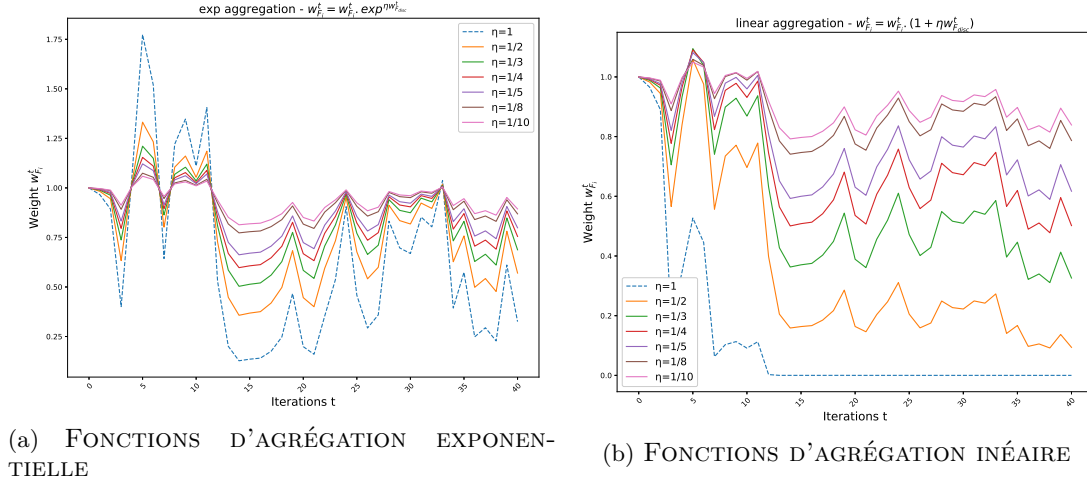 exp aggregation - w^t_{F_i} = w^t_{F_i}. exp^{ηw^t_{F_{disc}}}
Weight w^t_{F_i}
1.75
1.50
1.25
1.00
0.75
0.50
0.25
η=1
η=1/2
η=1/3
η=1/4
η=1/5
η=1/8
η=1/10
0 5 10 15 20 25 30 35 40
Iterations t
(a) FONCTIONS D'AGRÉGATION EXPONEN-
TIELLE
linear aggregation - w^t_{F_i} = w^t_{F_i}. (1 + ηw^t_{F_{disc}})
Weight w^t_{F_i}
1.0
0.8
0.6
0.4
0.2
0.0
η=1
η=1/2
η=1/3
η=1/4
η=1/5
η=1/8
η=1/10
0 5 10 15 20 25 30 35 40
Iterations t
(b) FONCTIONS D'AGRÉGATION INÉAIRE